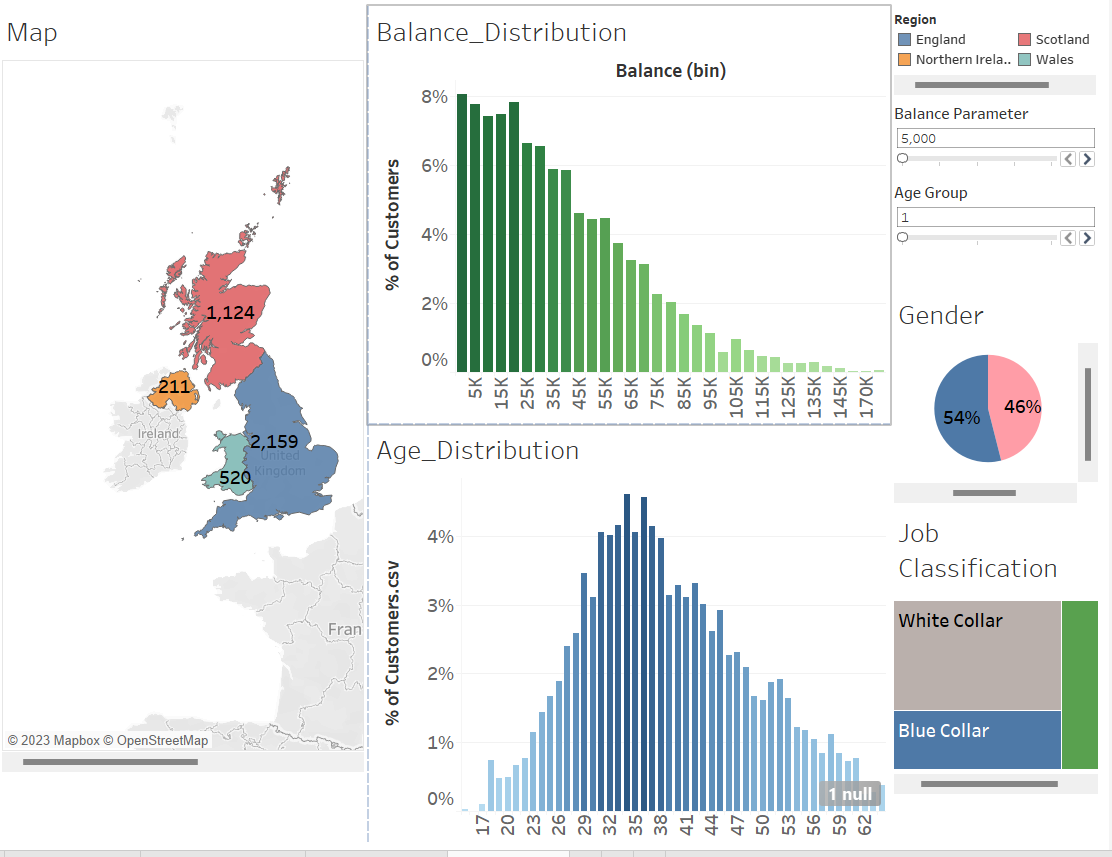 Map
1,124
211
2,159
520
Ireland
United
Kingdom
Fran
© 2023 Mapbox © OpenStreetMap
Balance_Distribution
Balance (bin)
% of Customers
8%
6%
4%
2%
0%
5K
15K
25K
35K
45K
55K
65K
75K
85K
95K
105K
115K
125K
135K
145K
170K
Age_Distribution
% of Customers.csv
4%
3%
2%
1%
0%
1 null
17
20
23
26
29
32
35
38
41
44
47
50
53
56
59
62
Region
England
Scotland
Northern Irela..
Wales
Balance Parameter
5,000
Age Group
1
Gender
54%
46%
Job
Classification
White Collar
Blue Collar